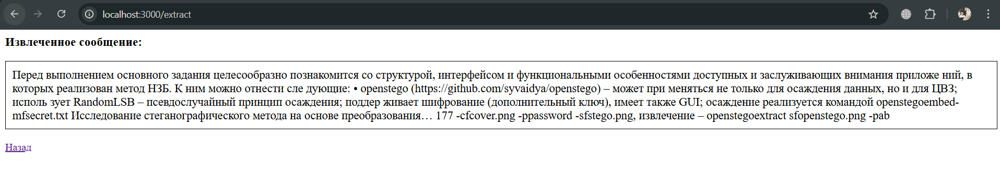 localhost:3000/extract
Извлеченное сообщение:
Перед выполнением основного задания целесообразно познакомится со структурой, интерфейсом и функциональными особенностями доступных и заслуживающих внимания приложе ний, в
которых реализован метод НЗБ. К ним можно отнести сле дующие: • openstego (https://github.com/syvaidya/openstego) – может при меняться не только для осаждения данных, но и для ЦВЗ;
исполь зует RandomLSB – псевдослучайный принцип осаждения; поддер живает шифрование (дополнительный ключ), имеет также GUI; осаждение реализуется командой openstegoembed-
mfsecret.txt Исследование стеганографического метода на основе преобразования… 177 -cfcover.png -ppassword -sfstego.png, извлечение – openstegoextract sfopenstego.png -pab
Назад